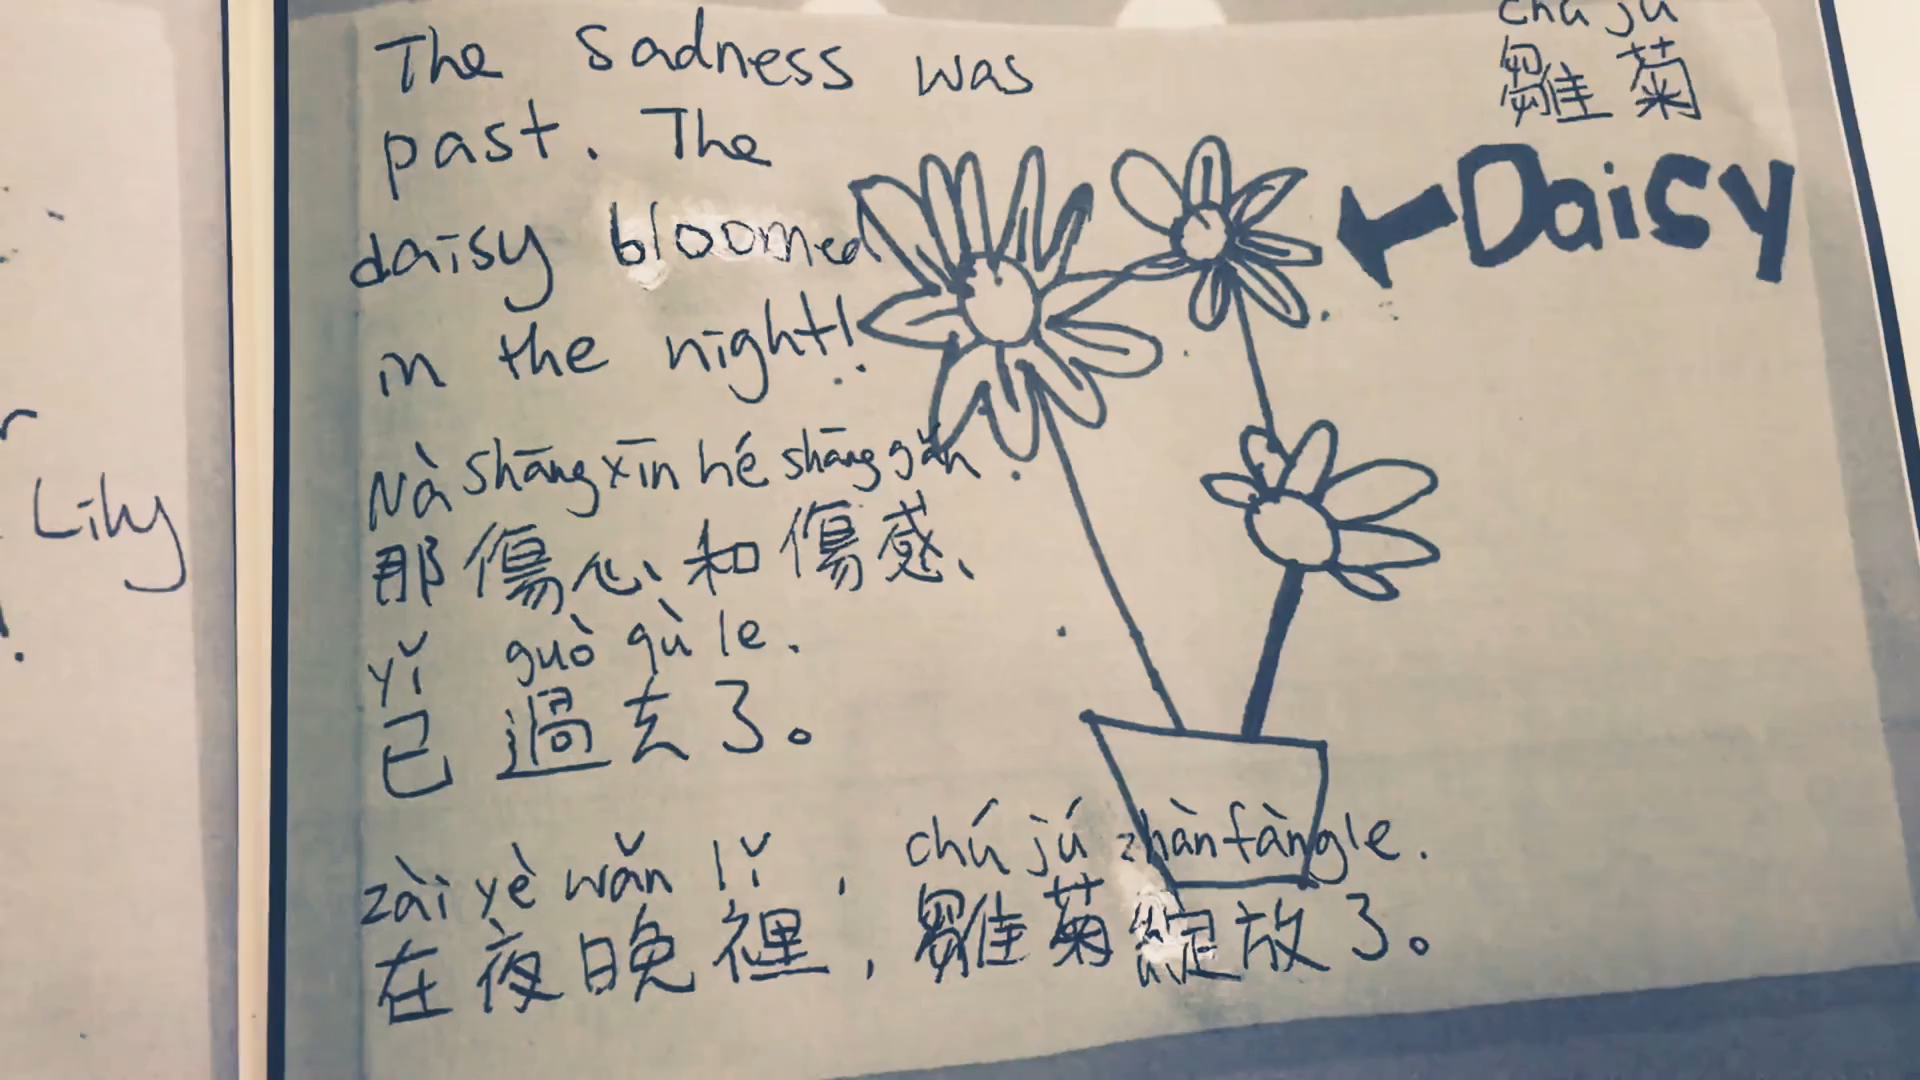 The sadness was
past. The
daisy bloomed
in the night!
Nà shāngxīn hé shānggǎn
那傷心和傷感
yǐ guò qù le.
已過去了。
zài yè wǎn lǐ, chú jú zhànfàngle.
在夜晚裡,雛菊綻放了。
chú jú
雛菊
Daisy
Lily